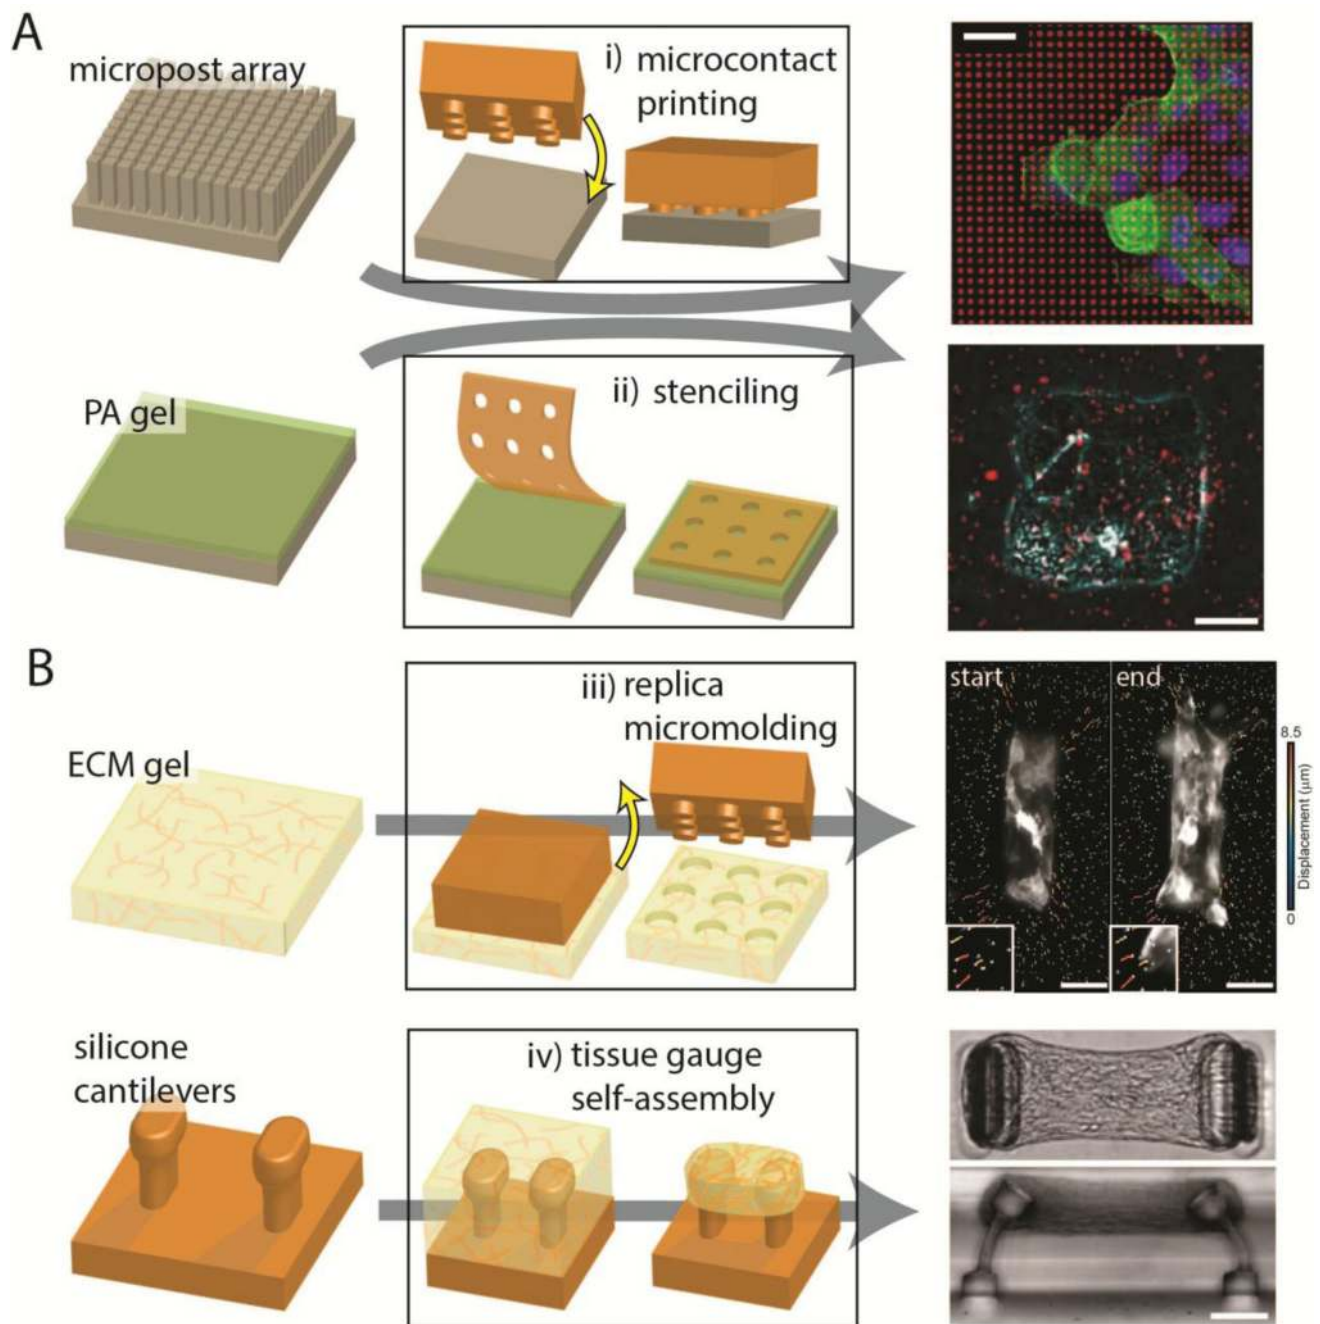 A
micropost array
i) microcontact
printing
PA gel
ii) stenciling
B
ECM gel
iii) replica
micromolding
start
end
8.5
Displacement (μm)
0
silicone
cantilevers
iv) tissue gauge
self-assembly